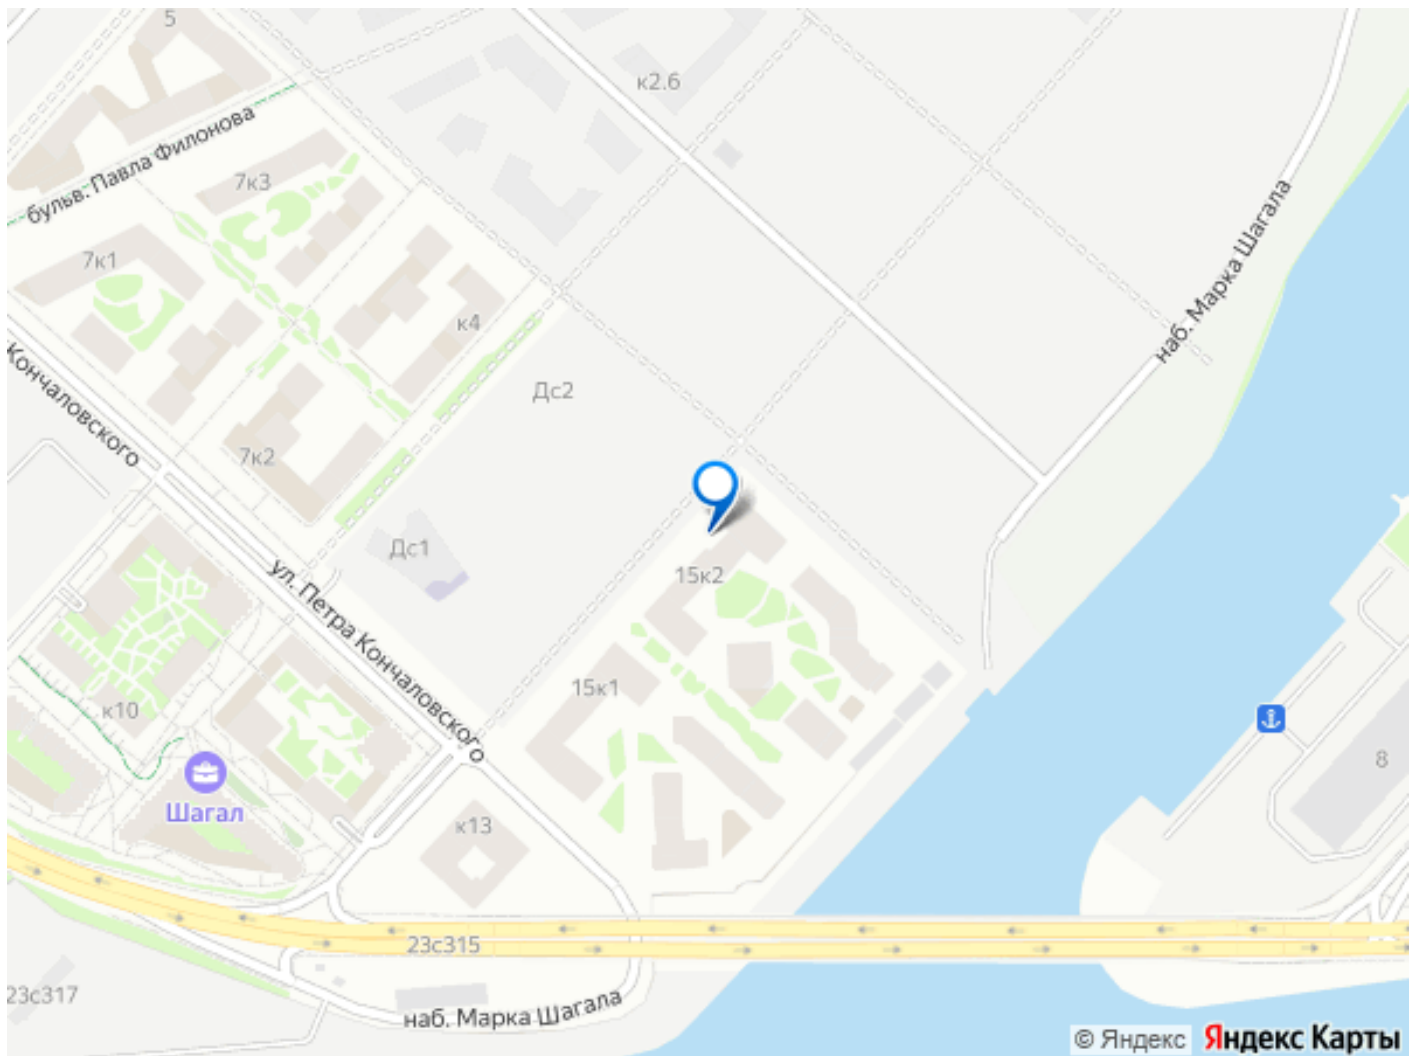 5
к2.6
бульв. Павла Филонова
7к3
7к1
наб. Марка Шагала
к4
Кончаловского
Дс2
7к2
Дс1
15к2
ул. Петра Кончаловского
15к1
к10
Шагал
8
к13
23с315
23с317
наб. Марка Шагала
© Яндекс Яндекс Карты